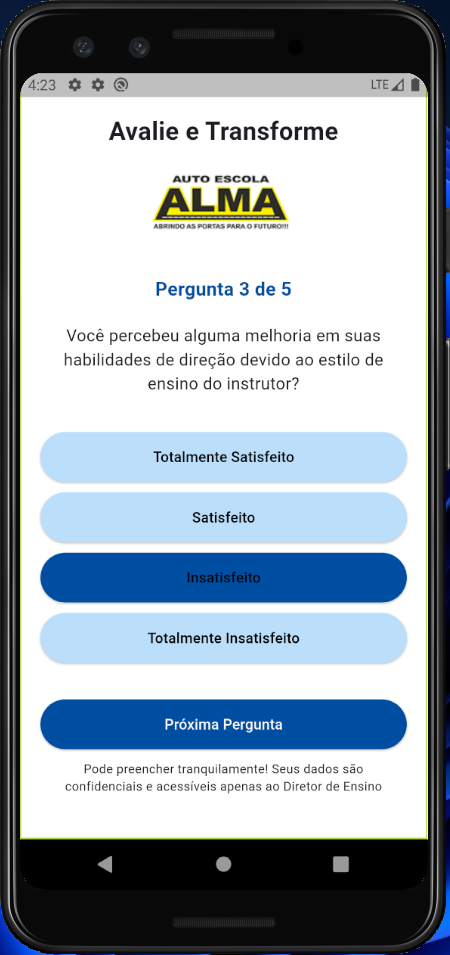 4:23
LTE
Avalie e Transforme
AUTO ESCOLA
ALMA
ABRINDO AS PORTAS PARA O FUTURO!!!
Pergunta 3 de 5
Você percebeu alguma melhoria em suas
habilidades de direção devido ao estilo de
ensino do instrutor?
Totalmente Satisfeito
Satisfeito
Insatisfeito
Totalmente Insatisfeito
Próxima Pergunta
Pode preencher tranquilamente! Seus dados são
confidenciais e acessíveis apenas ao Diretor de Ensino